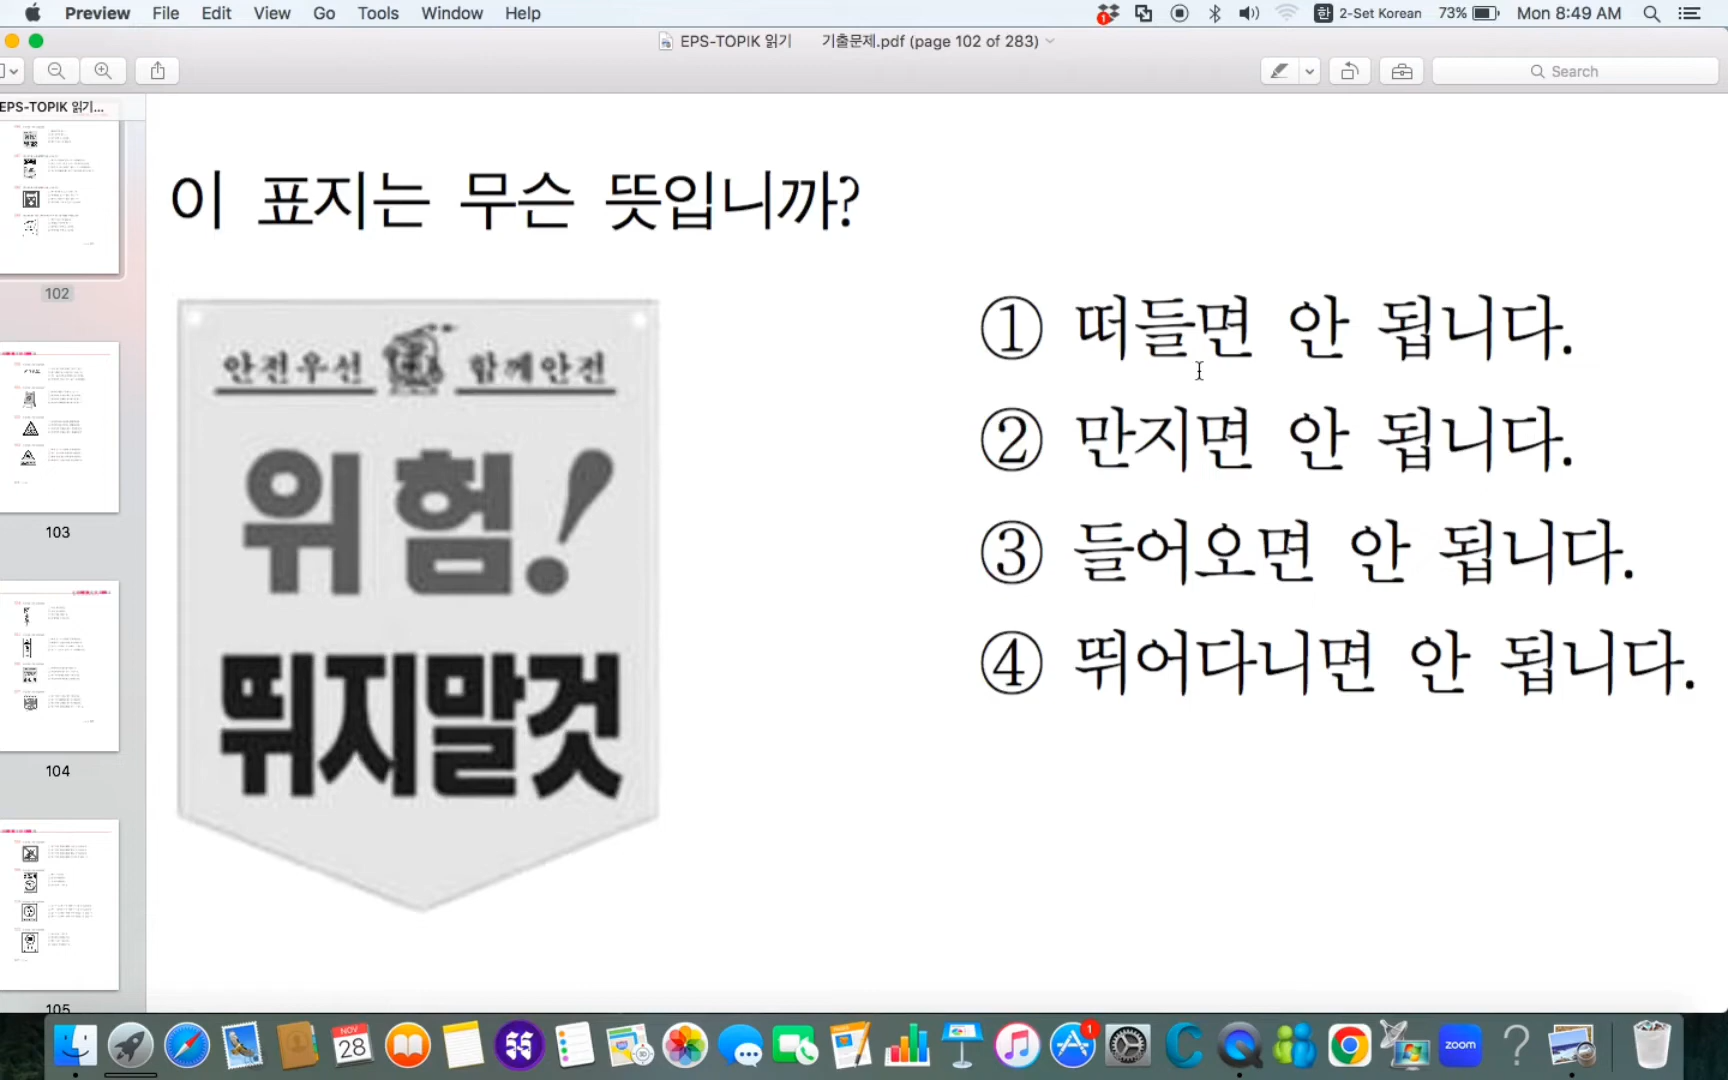 Preview File Edit View Go Tools Window Help
1 한 2-Set Korean 73% Mon 8:49 AM
EPS-TOPIK 읽기 기출문제.pdf (page 102 of 283)
Search
EPS-TOPIK 읽기...
102
103
104
105
이 표지는 무슨 뜻입니까?
안전우선 함께안전
위험!
뛰지말것
① 떠들면 안 됩니다.
② 만지면 안 됩니다.
③ 들어오면 안 됩니다.
④ 뛰어다니면 안 됩니다.
NOV
28
1
zoom